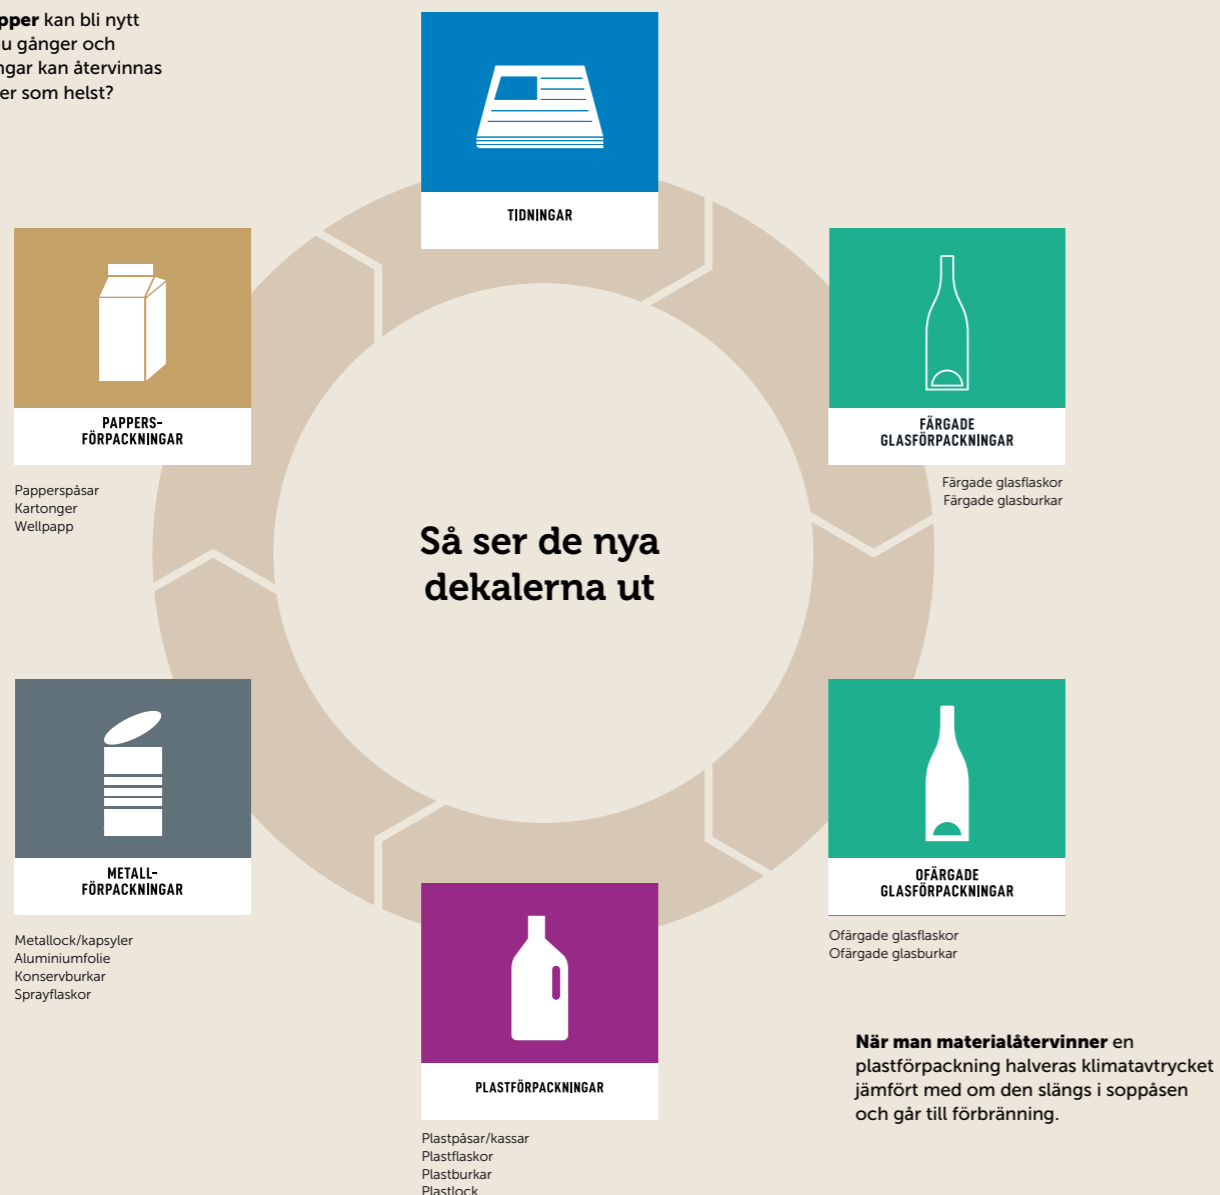 pper kan bli nytt
u gånger och
ngar kan återvinnas
er som helst?
TIDNINGAR
PAPPERS-
FÖRPACKNINGAR
Papperspåsar
Kartonger
Wellpapp
FÄRGADE
GLASFÖRPACKNINGAR
Färgade glasflaskor
Färgade glasburkar
Så ser de nya
dekalerna ut
METALL-
FÖRPACKNINGAR
Metallock/kapsyler
Aluminiumfolie
Konservburkar
Sprayflaskor
OFÄRGADE
GLASFÖRPACKNINGAR
Ofärgade glasflaskor
Ofärgade glasburkar
PLASTFÖRPACKNINGAR
Plastpåsar/kassar
Plastflaskor
Plastburkar
Plastlock
När man materialåtervinner en
plastförpackning halveras klimatavtrycket
jämfört med om den slängs i soppåsen
och går till förbränning.